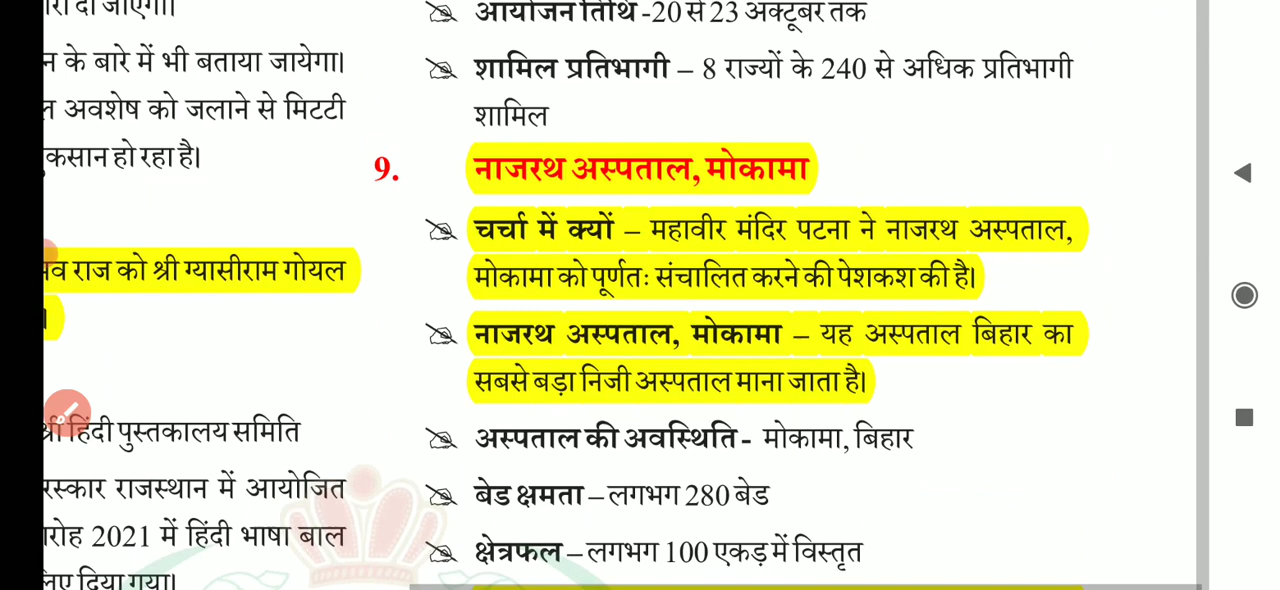 न के बारे में भी बताया जायेगा।
अवशेष को जलाने से मिटटी
कसान हो रहा है।
राज को श्री ग्यासीराम गोयल
श्री हिंदी पुस्तकालय समिति
रस्कार राजस्थान में आयोजित
रोह 2021 में हिंदी भाषा बाल
लिए दिया गया।
आयोजन तिथि -20 से 23 अक्टूबर तक
शामिल प्रतिभागी – 8 राज्यों के 240 से अधिक प्रतिभागी
शामिल
9. नाजरथ अस्पताल, मोकामा
चर्चा में क्यों – महावीर मंदिर पटना ने नाजरथ अस्पताल,
मोकामा को पूर्णतः संचालित करने की पेशकश की है।
नाजरथ अस्पताल, मोकामा – यह अस्पताल बिहार का
सबसे बड़ा निजी अस्पताल माना जाता है।
अस्पताल की अवस्थिति - मोकामा, बिहार
बेड क्षमता – लगभग 280 बेड
क्षेत्रफल – लगभग 100 एकड़ में विस्तृत